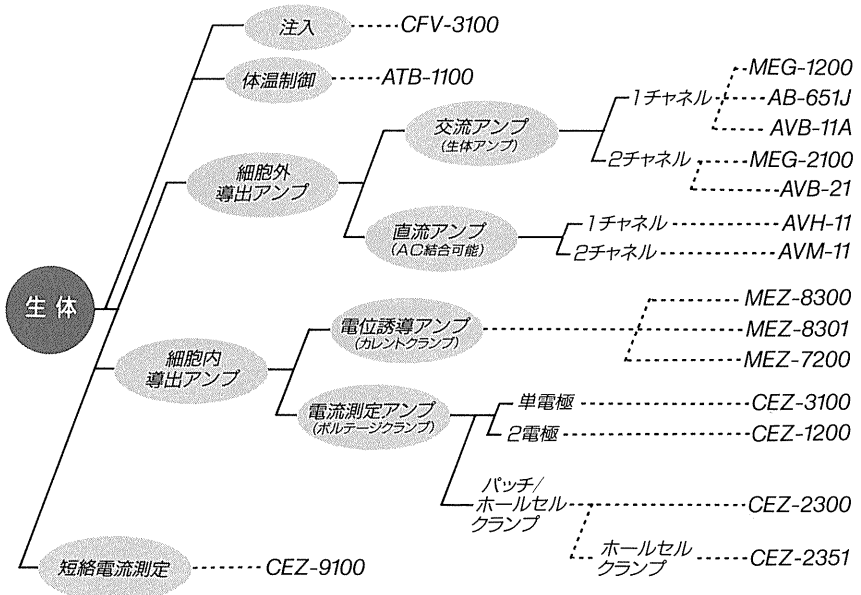 注入
CFV-3100
体温制御
ATB-1100
細胞外
導出アンプ
交流アンプ
(生体アンプ)
1チャネル
MEG-1200
AB-651J
AVB-11A
2チャネル
MEG-2100
AVB-21
直流アンプ
(AC結合可能)
1チャネル
AVH-11
2チャネル
AVM-11
生体
細胞内
導出アンプ
電位誘導アンプ
(カレントクランプ)
MEZ-8300
MEZ-8301
MEZ-7200
電流測定アンプ
(ボルテージクランプ)
単電極
CEZ-3100
2電極
CEZ-1200
パッチ/
ホールセル
クランプ
CEZ-2300
ホールセル
クランプ
CEZ-2351
短絡電流測定
CEZ-9100